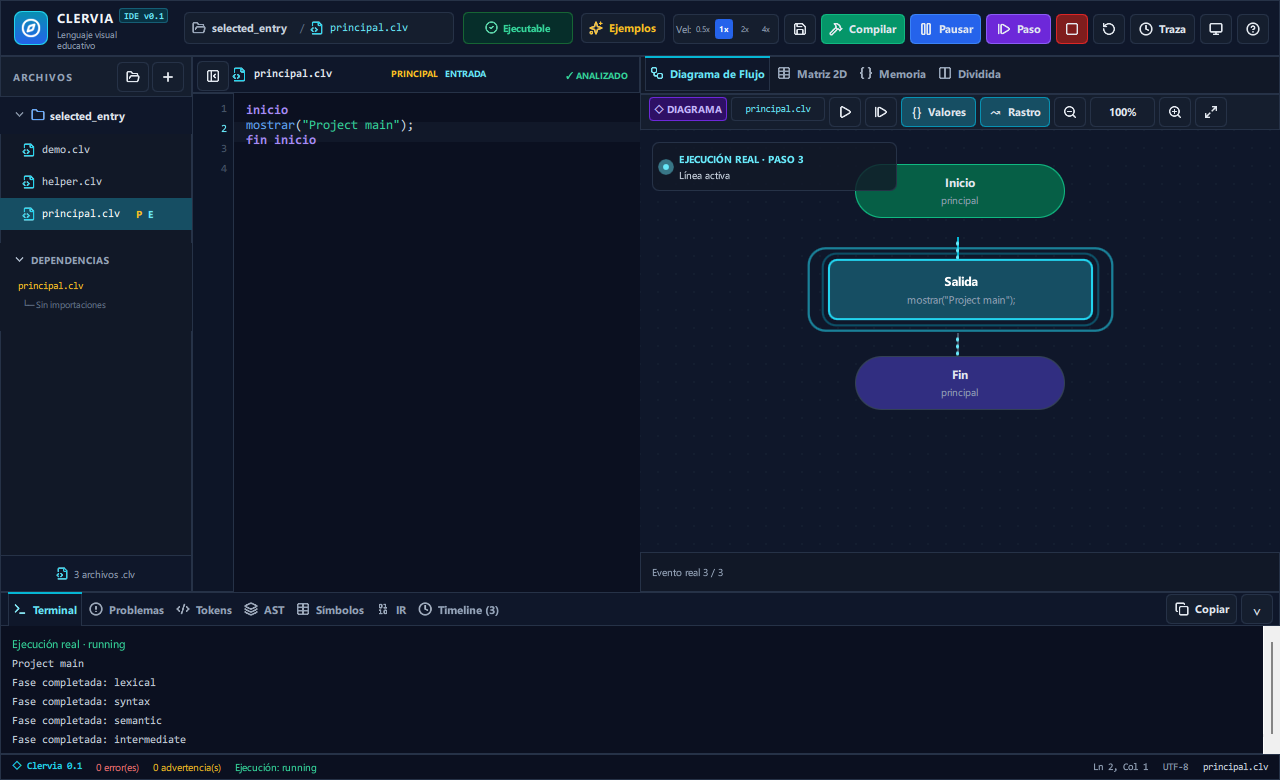 CLERVIA IDE v0.1
Lenguaje visual
educativo
selected_entry / principal.clv
Ejecutable
Ejemplos
Vel: 0.5x 1x 2x 4x
Compilar
Pausar
Paso
Traza
ARCHIVOS
selected_entry
demo.clv
helper.clv
principal.clv P E
DEPENDENCIAS
principal.clv
Sin importaciones
3 archivos .clv
principal.clv PRINCIPAL ENTRADA ✓ ANALIZADO
1 inicio
2 mostrar("Project main");
3 fin inicio
4
Diagrama de Flujo
Matriz 2D
Memoria
Dividida
DIAGRAMA
principal.clv
{} Valores
Rastro
100%
EJECUCIÓN REAL · PASO 3
Línea activa
Inicio
principal
Salida
mostrar("Project main");
Fin
principal
Evento real 3 / 3
Terminal
Problemas
Tokens
AST
Símbolos
IR
Timeline (3)
Copiar
Ejecución real · running
Project main
Fase completada: lexical
Fase completada: syntax
Fase completada: semantic
Fase completada: intermediate
Clervia 0.1
0 error(es)
0 advertencia(s)
Ejecución: running
Ln 2, Col 1
UTF-8
principal.clv